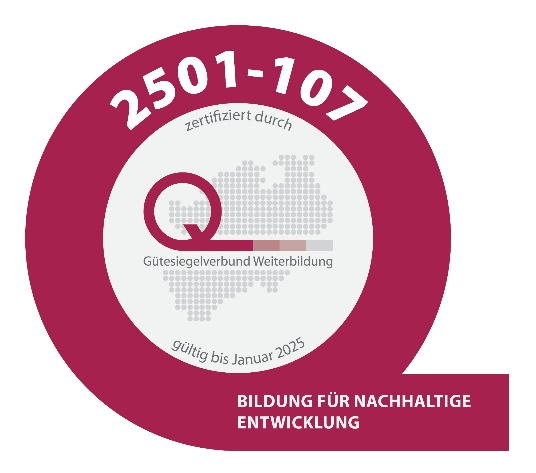 2501-107
zertifiziert durch
Gütesiegelverbund Weiterbildung
gültig bis Januar 2025
BILDUNG FÜR NACHHALTIGE
ENTWICKLUNG